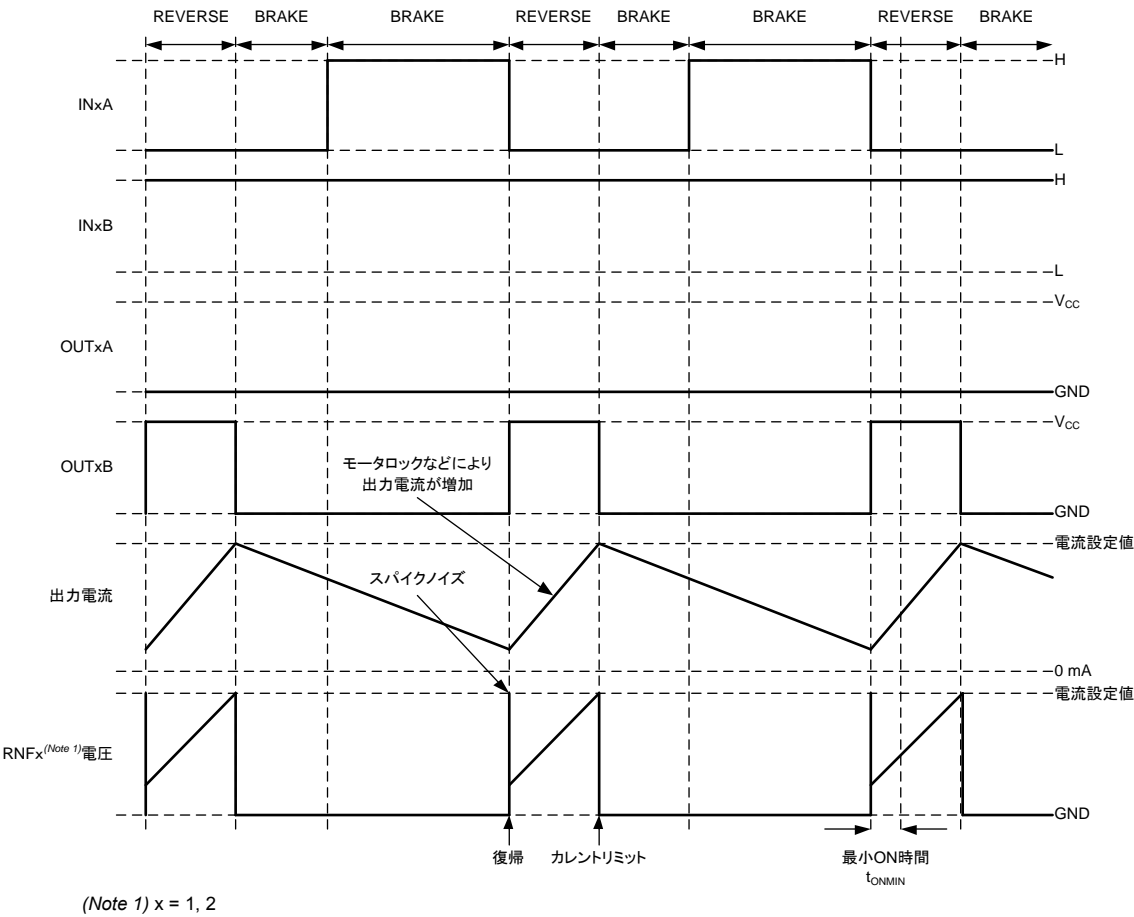 REVERSE BRAKE BRAKE REVERSE BRAKE BRAKE REVERSE BRAKE
H
INxA
L
H
INxB
L
VCC
OUTxA
GND
VCC
OUTxB
モータロックなどにより
出力電流が増加
GND
電流設定値
スパイクノイズ
出力電流
0 mA
電流設定値
RNFx(Note 1)電圧
GND
復帰 カレントリミット 最小ON時間
tONMIN
(Note 1) x = 1, 2